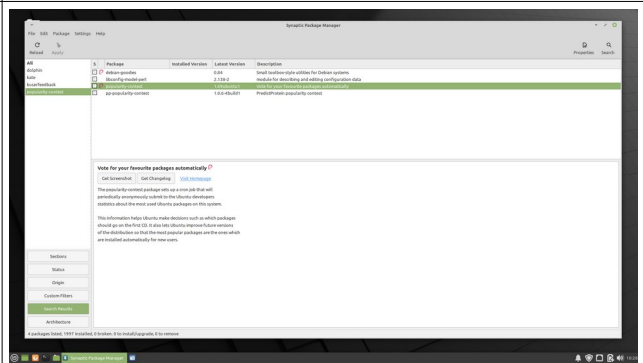 Synaptic Package Manager
File Edit Package Settings Help
Reload Apply Properties Search
All
dolphin
kate
kuserfeedback
popularity-contest
S Package Installed Version Latest Version Description
debian-goodies 0.84 Small toolbox-style utilities for Debian systems
libconfig-model-perl 2.138-2 module for describing and editing configuration data
popularity-contest 1.69ubuntu1 Vote for your favourite packages automatically
pp-popularity-contest 1.0.6-4build1 PredictProtein popularity contest
Vote for your favourite packages automatically
Get Screenshot Get Changelog Visit Homepage
The popularity-contest package sets up a cron job that will
periodically anonymously submit to the Ubuntu developers
statistics about the most used Ubuntu packages on this system.
This information helps Ubuntu make decisions such as which packages
should go on the first CD. It also lets Ubuntu improve future versions
of the distribution so that the most popular packages are the ones which
are installed automatically for new users.
Sections
Status
Origin
Custom Filters
Search Results
Architecture
4 packages listed, 1997 installed, 0 broken. 0 to install/upgrade, 0 to remove
Synaptic Package Manager